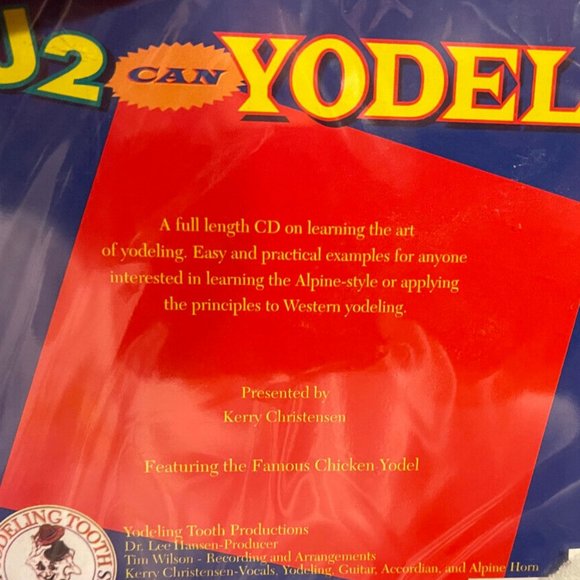 U2 CAN YODEL
A full length CD on learning the art
of yodeling. Easy and practical examples for anyone
interested in learning the Alpine-style or applying
the principles to Western yodeling.
Presented by
Kerry Christensen
Featuring the Famous Chicken Yodel
Yodeling Tooth Productions
Dr. Lee Hansen-Producer
Tim Wilson - Recording and Arrangements
Kerry Christensen-Vocals, Yodeling, Guitar, Accordian, and Alpine Horn
DELING TOOTH S